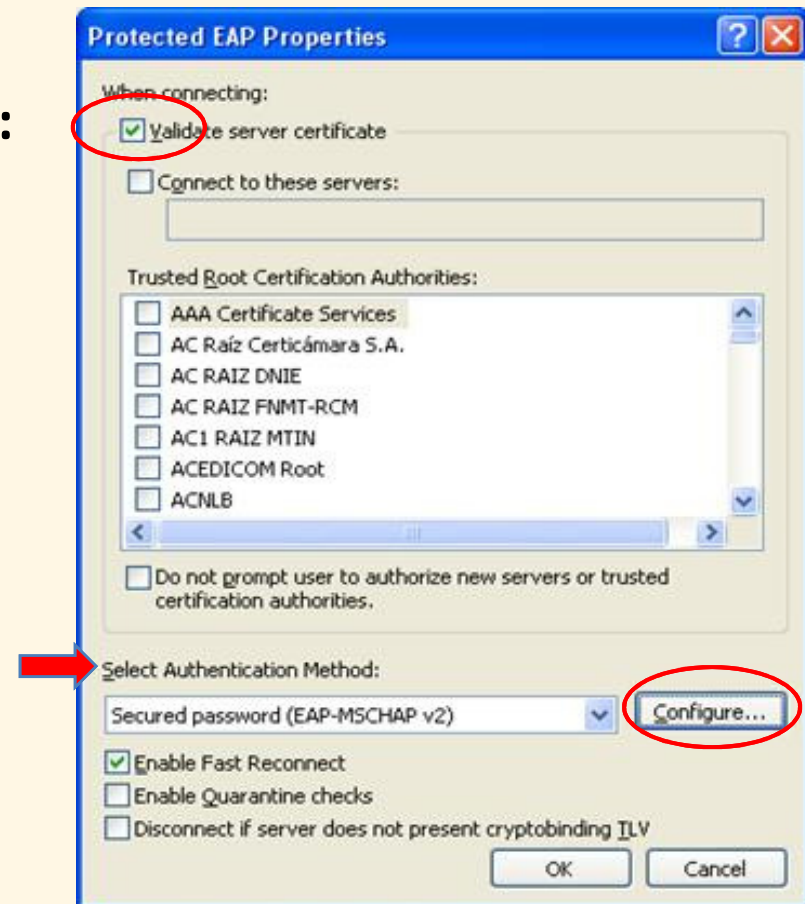 Protected EAP Properties
:
When connecting:
Validate server certificate
Connect to these servers:
Trusted Root Certification Authorities:
AAA Certificate Services
AC Raíz Certicámara S.A.
AC RAIZ DNIE
AC RAIZ FNMT-RCM
AC1 RAIZ MTIN
ACEDICOM Root
ACNLB
Do not prompt user to authorize new servers or trusted
certification authorities.
Select Authentication Method:
Secured password (EAP-MSCHAP v2) Configure...
Enable Fast Reconnect
Enable Quarantine checks
Disconnect if server does not present cryptobinding TLV
OK Cancel